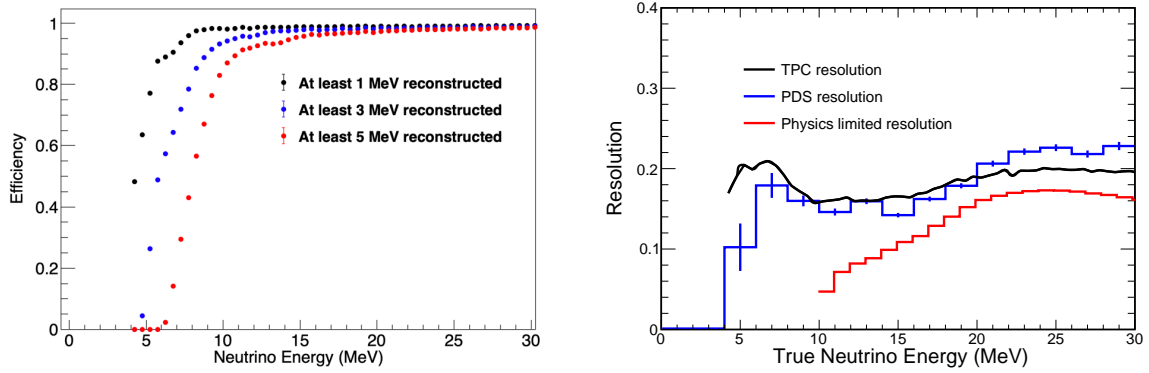 1
0.8
0.6
0.4
0.2
0
Efficiency
At least 1 MeV reconstructed
At least 3 MeV reconstructed
At least 5 MeV reconstructed
0 5 10 15 20 25 30
Neutrino Energy (MeV)
0.4
0.3
0.2
0.1
0
Resolution
TPC resolution
PDS resolution
Physics limited resolution
0 5 10 15 20 25 30
True Neutrino Energy (MeV)